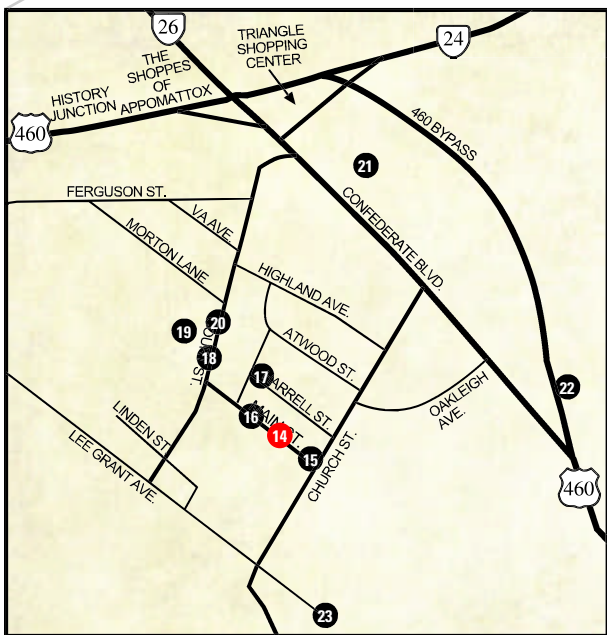 26
24
TRIANGLE
SHOPPING
CENTER
THE
SHOPPES
OF
APPOMATTOX
HISTORY
JUNCTION
460
460 BYPASS
21
CONFEDERATE BLVD.
FERGUSON ST.
VA AVE.
MORTON LANE
HIGHLAND AVE.
19
20
18
ST.
ATWOOD ST.
17
ARRELL ST.
16
MAIN ST.
14
15
CHURCH ST.
OAKLEIGH
AVE.
22
460
LINDEN ST.
LEE GRANT AVE.
23